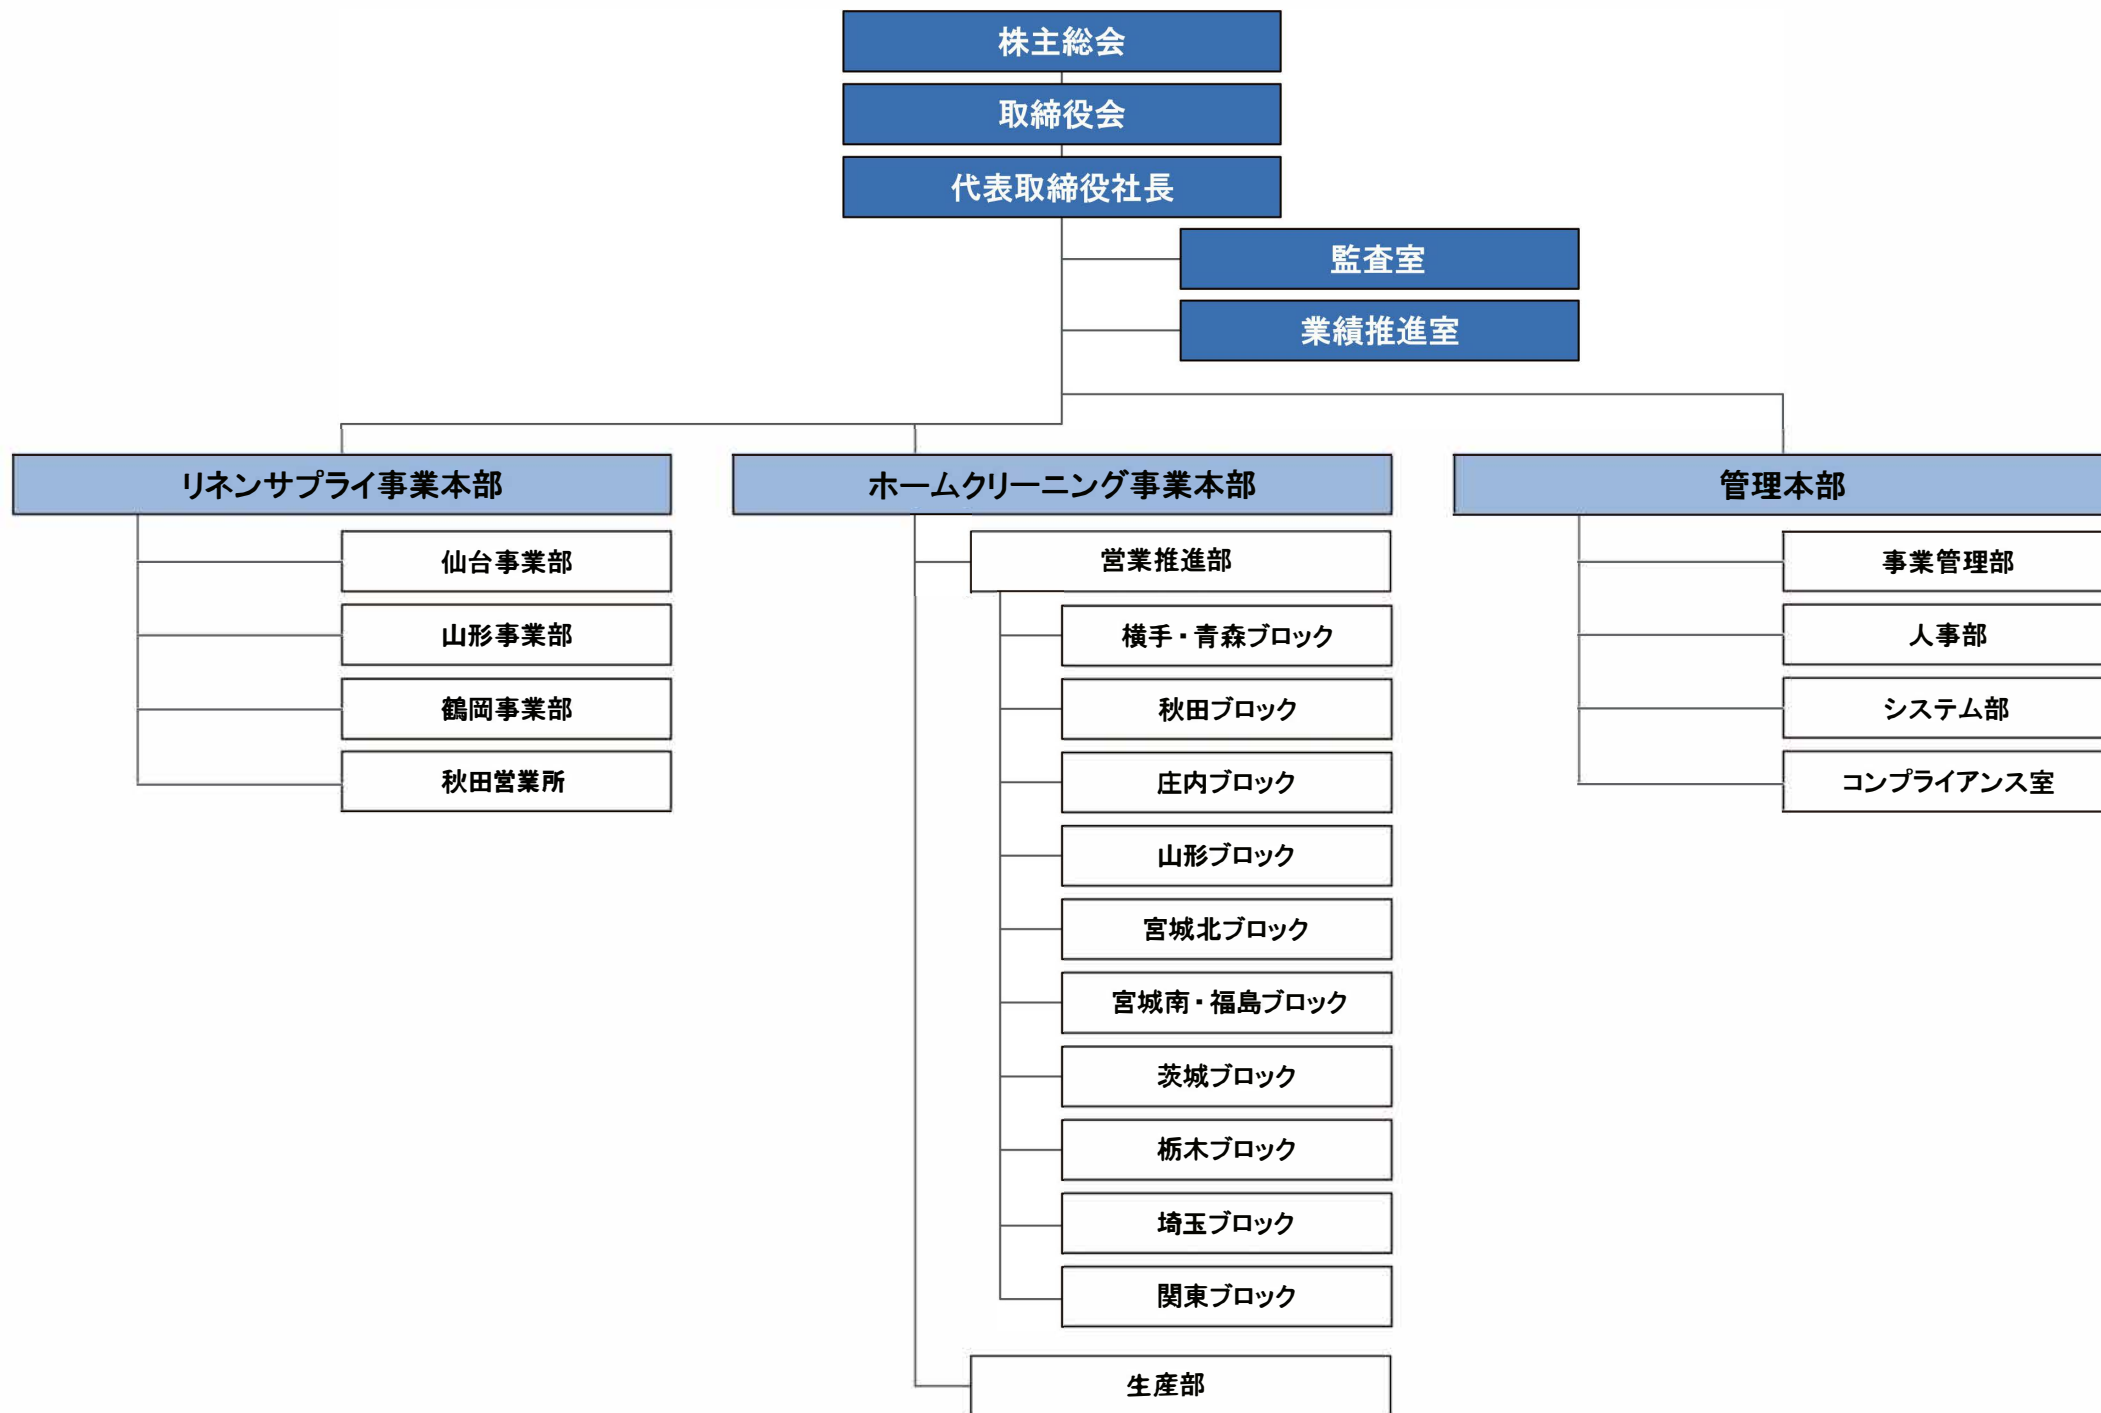 株主総会
取締役会
代表取締役社長
監査室
業績推進室
リネンサプライ事業本部
仙台事業部
山形事業部
鶴岡事業部
秋田営業所
ホームクリーニング事業本部
営業推進部
横手・青森ブロック
秋田ブロック
庄内ブロック
山形ブロック
宮城北ブロック
宮城南・福島ブロック
茨城ブロック
栃木ブロック
埼玉ブロック
関東ブロック
生産部
管理本部
事業管理部
人事部
システム部
コンプライアンス室